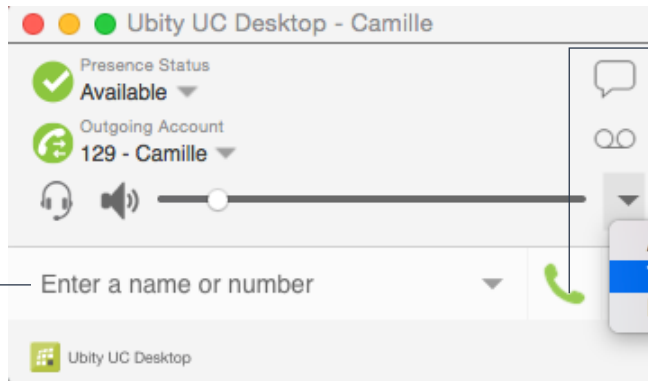 Ubity UC Desktop - Camille
Presence Status
Available
Outgoing Account
129 - Camille
Enter a name or number
Ubity UC Desktop